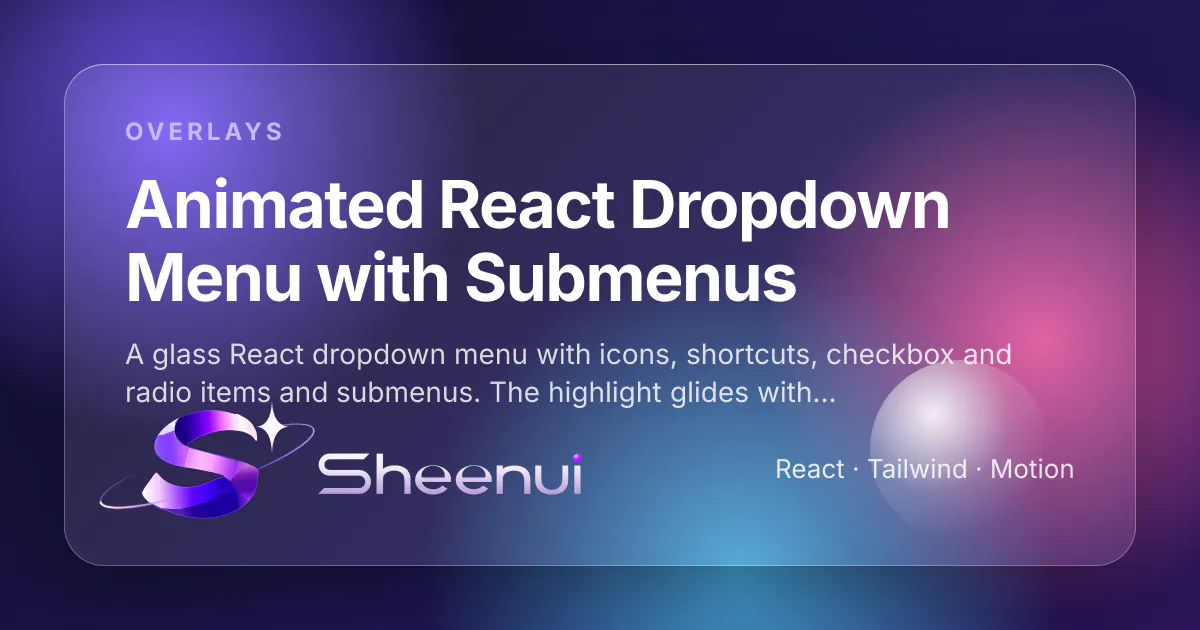 OVERLAYS
Animated React Dropdown
Menu with Submenus
A glass React dropdown menu with icons, shortcuts, checkbox and
radio items and submenus. The highlight glides with...
Sheenui
React · Tailwind · Motion